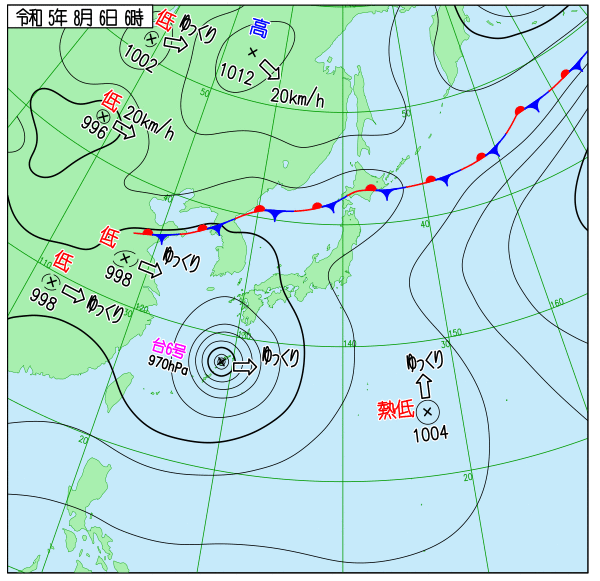 令和 5年 8月 6日 6時
低 ゆっくり
1002
高
1012
20km/h
低 20km/h
996
50
50
40
40
低 ゆっくり
998
低
998 ゆっくり
110
120
130
140
150
160
30
台6号
970hPa
ゆっくり
ゆっくり
熱低
1004
20
20